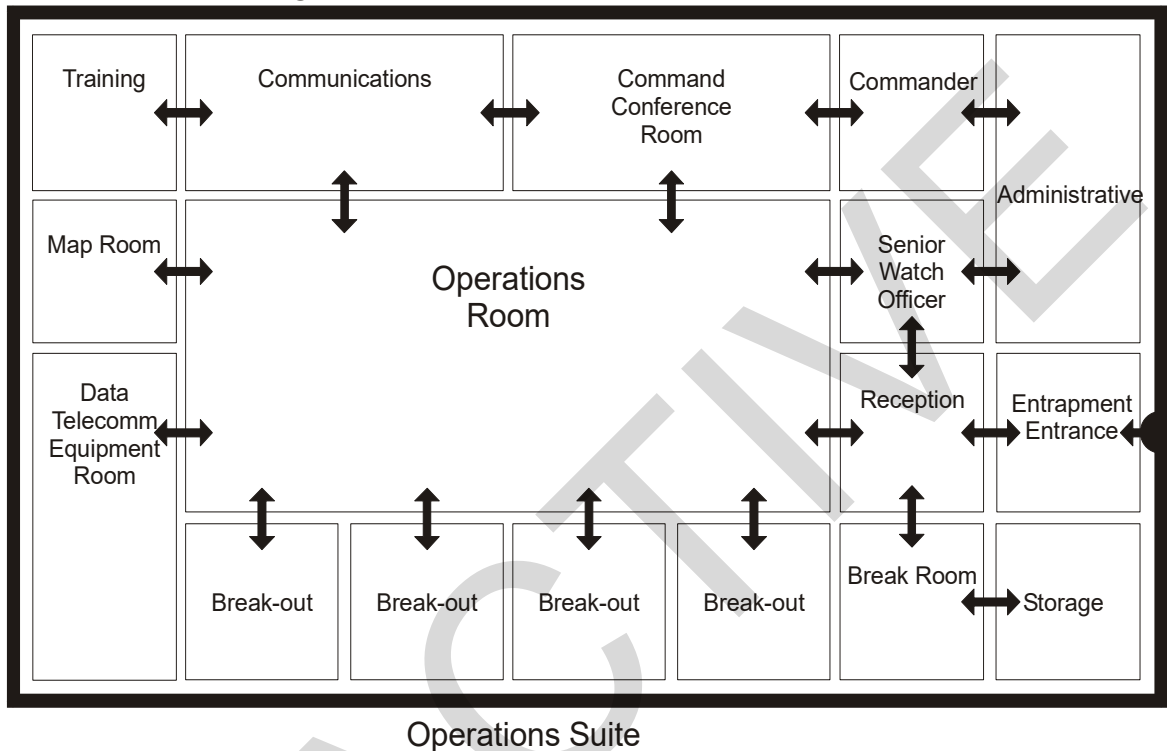 Training
Communications
Command
Conference
Room
Commander
Administrative
Map Room
Operations
Room
Senior
Watch
Officer
Data
Telecomm
Equipment
Room
Reception
Entrapment
Entrance
Break-out
Break-out
Break-out
Break-out
Break Room
Storage
Operations Suite
ACTIVE